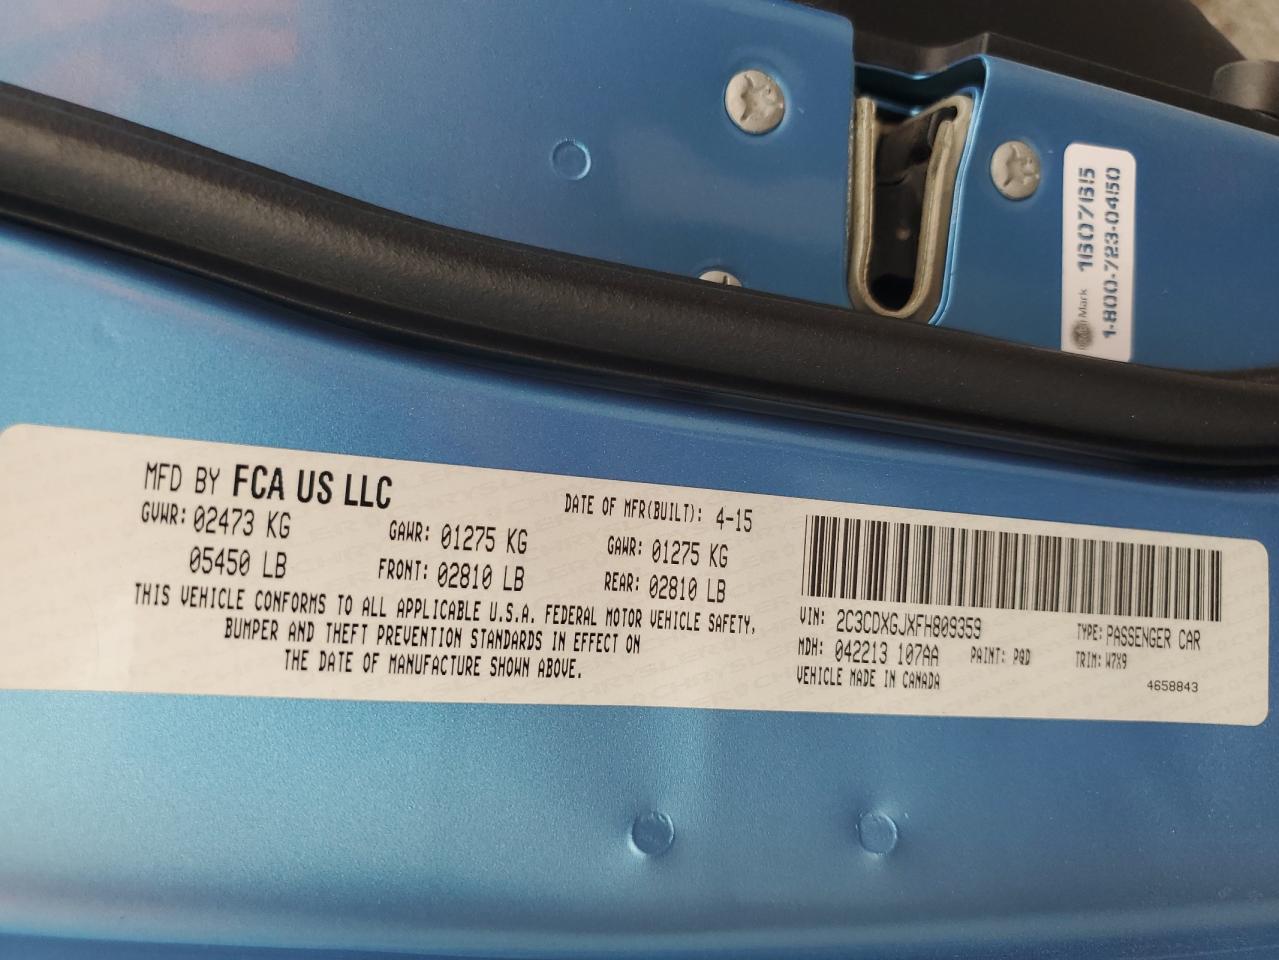 1607155
1-800-723-0450
Mark
MFD BY FCA US LLC
DATE OF MFR(BUILT): 4-15
GVWR: 02473 KG
GAWR: 01275 KG
GAWR: 01275 KG
05450 LB
FRONT: 02810 LB
REAR: 02810 LB
THIS VEHICLE CONFORMS TO ALL APPLICABLE U.S.A. FEDERAL MOTOR VEHICLE SAFETY,
BUMPER AND THEFT PREVENTION STANDARDS IN EFFECT ON
THE DATE OF MANUFACTURE SHOWN ABOVE.
VIN: 2C3CDXGJXFH809359
TYPE: PASSENGER CAR
MDH: 042213 107AA
PAINT: PQD
TRIM: W7X9
VEHICLE MADE IN CANADA
4658843